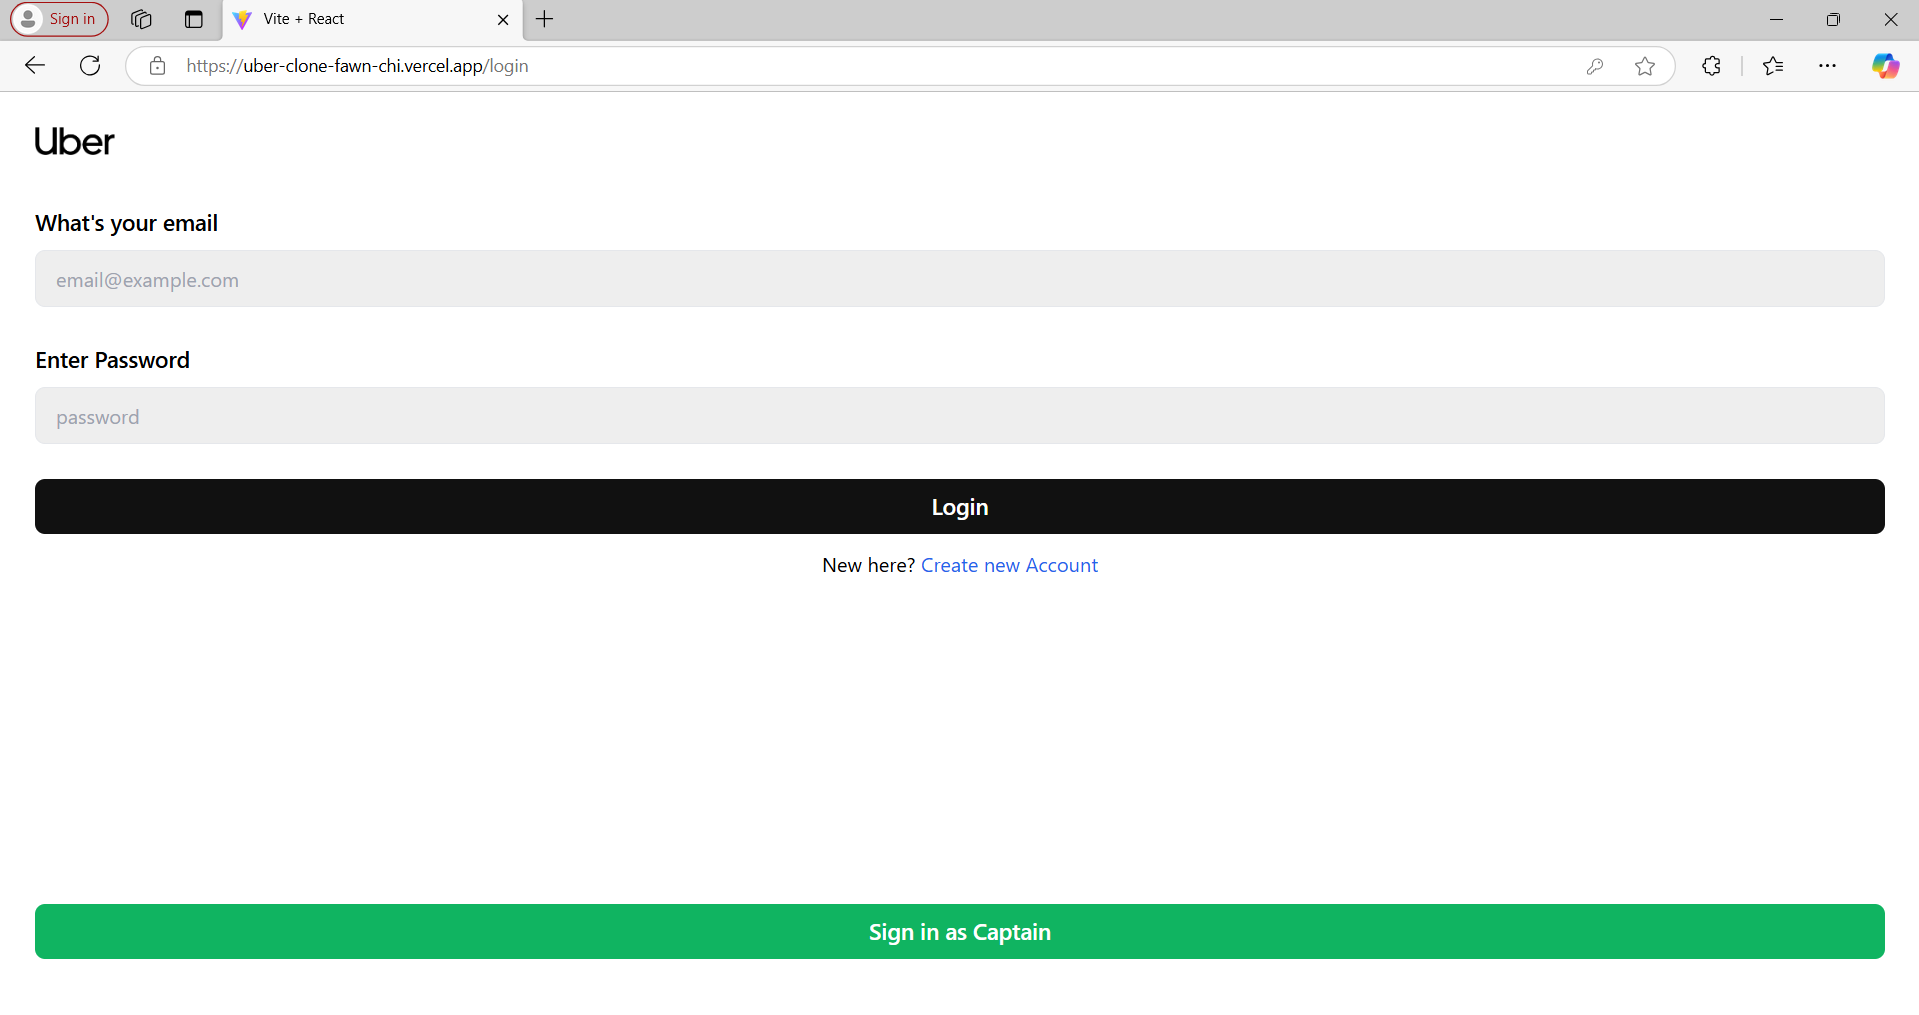 Sign in
Vite + React
https://uber-clone-fawn-chi.vercel.app/login
Uber
What's your email
email@example.com
Enter Password
password
Login
New here? Create new Account
Sign in as Captain